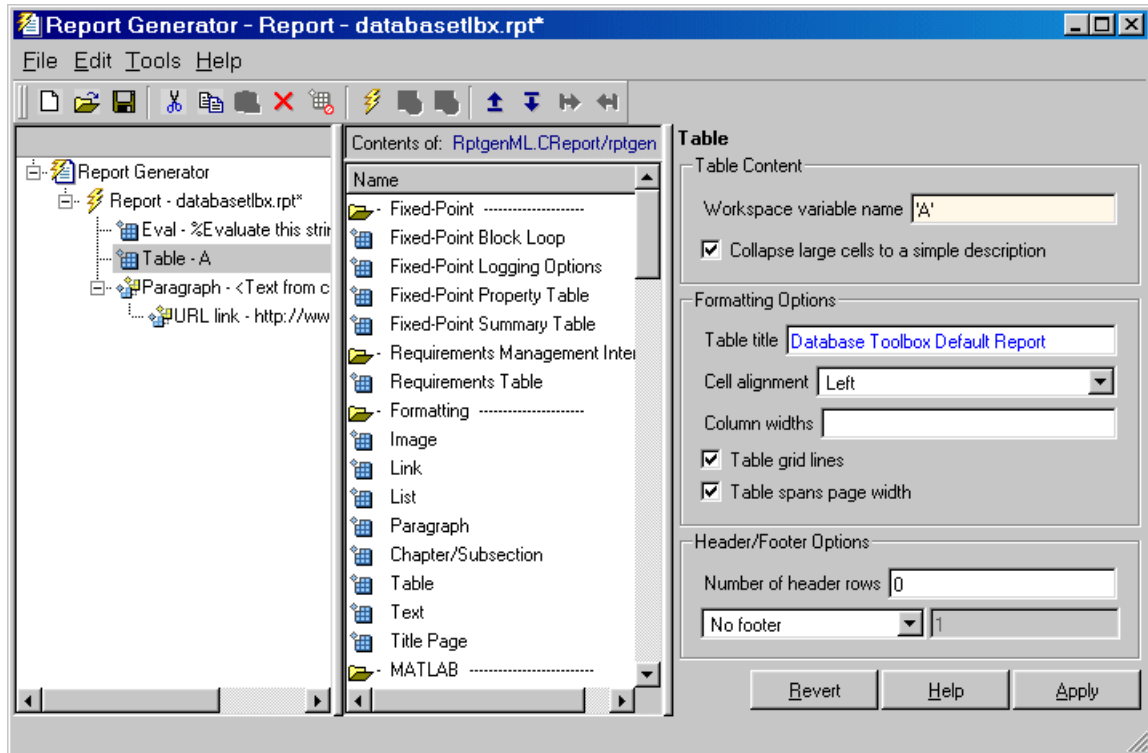 Report Generator - Report - databasetlbx.rpt*
File Edit Tools Help
Report Generator
Report - databasetlbx.rpt*
Eval - %Evaluate this strin
Table - A
Paragraph - <Text from c
URL link - http://ww
Contents of: RptgenML.CReport/rptgen
Name
- Fixed-Point --------------------
Fixed-Point Block Loop
Fixed-Point Logging Options
Fixed-Point Property Table
Fixed-Point Summary Table
- Requirements Management Inter
Requirements Table
- Formatting ---------------------
Image
Link
List
Paragraph
Chapter/Subsection
Table
Text
Title Page
- MATLAB -------------------------
Table
Table Content
Workspace variable name 'A'
Collapse large cells to a simple description
Formatting Options
Table title Database Toolbox Default Report
Cell alignment Left
Column widths
Table grid lines
Table spans page width
Header/Footer Options
Number of header rows 0
No footer 1
Revert Help Apply